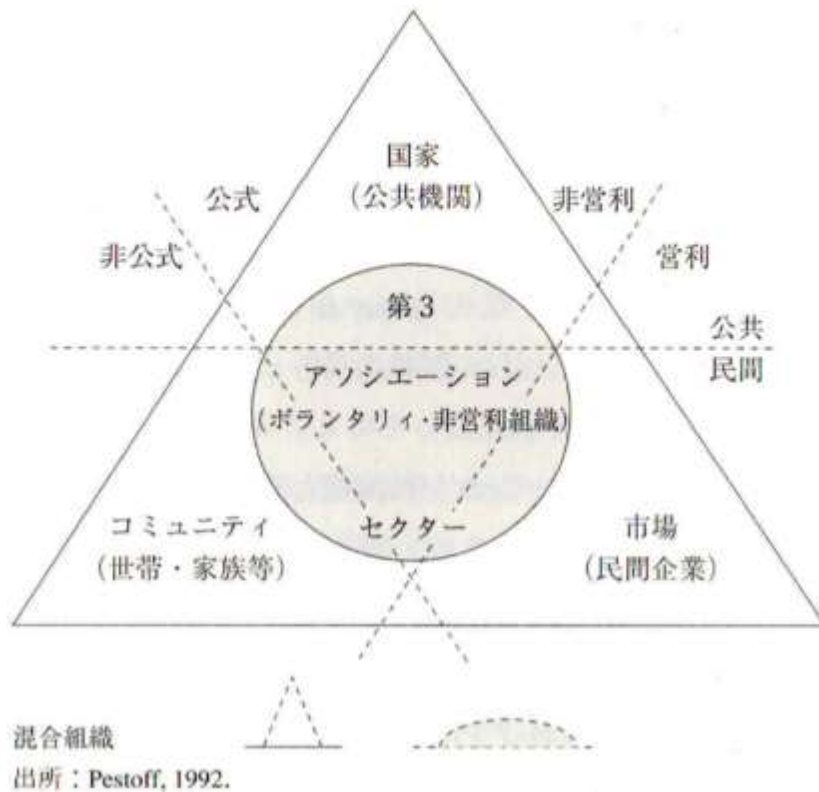 国家
(公共機関)
公式
非営利
非公式
営利
第3
公共
民間
アソシエーション
(ボランタリィ・非営利組織)
コミュニティ
(世帯・家族等)
セクター
市場
(民間企業)
混合組織
出所：Pestoff, 1992.